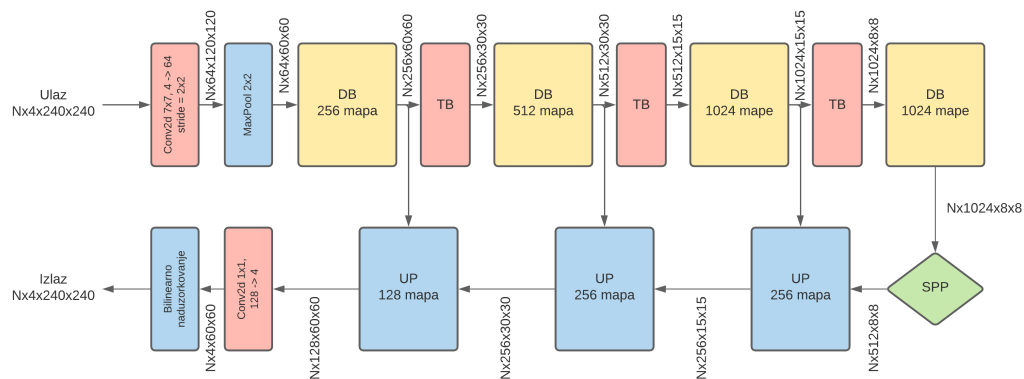 Ulaz
Nx4x240x240
Conv2d 7x7, 4 -> 64
stride = 2x2
Nx64x120x120
MaxPool 2x2
Nx64x60x60
DB
256 mapa
Nx256x60x60
TB
Nx256x30x30
DB
512 mapa
Nx512x30x30
TB
Nx512x15x15
DB
1024 mape
Nx1024x15x15
TB
Nx1024x8x8
DB
1024 mape
Nx1024x8x8
SPP
Nx512x8x8
UP
256 mapa
Nx256x15x15
UP
256 mapa
Nx256x30x30
UP
128 mapa
Nx128x60x60
Conv2d 1x1,
128 -> 4
Nx4x60x60
Bilinearno
naduzorkovanje
Izlaz
Nx4x240x240